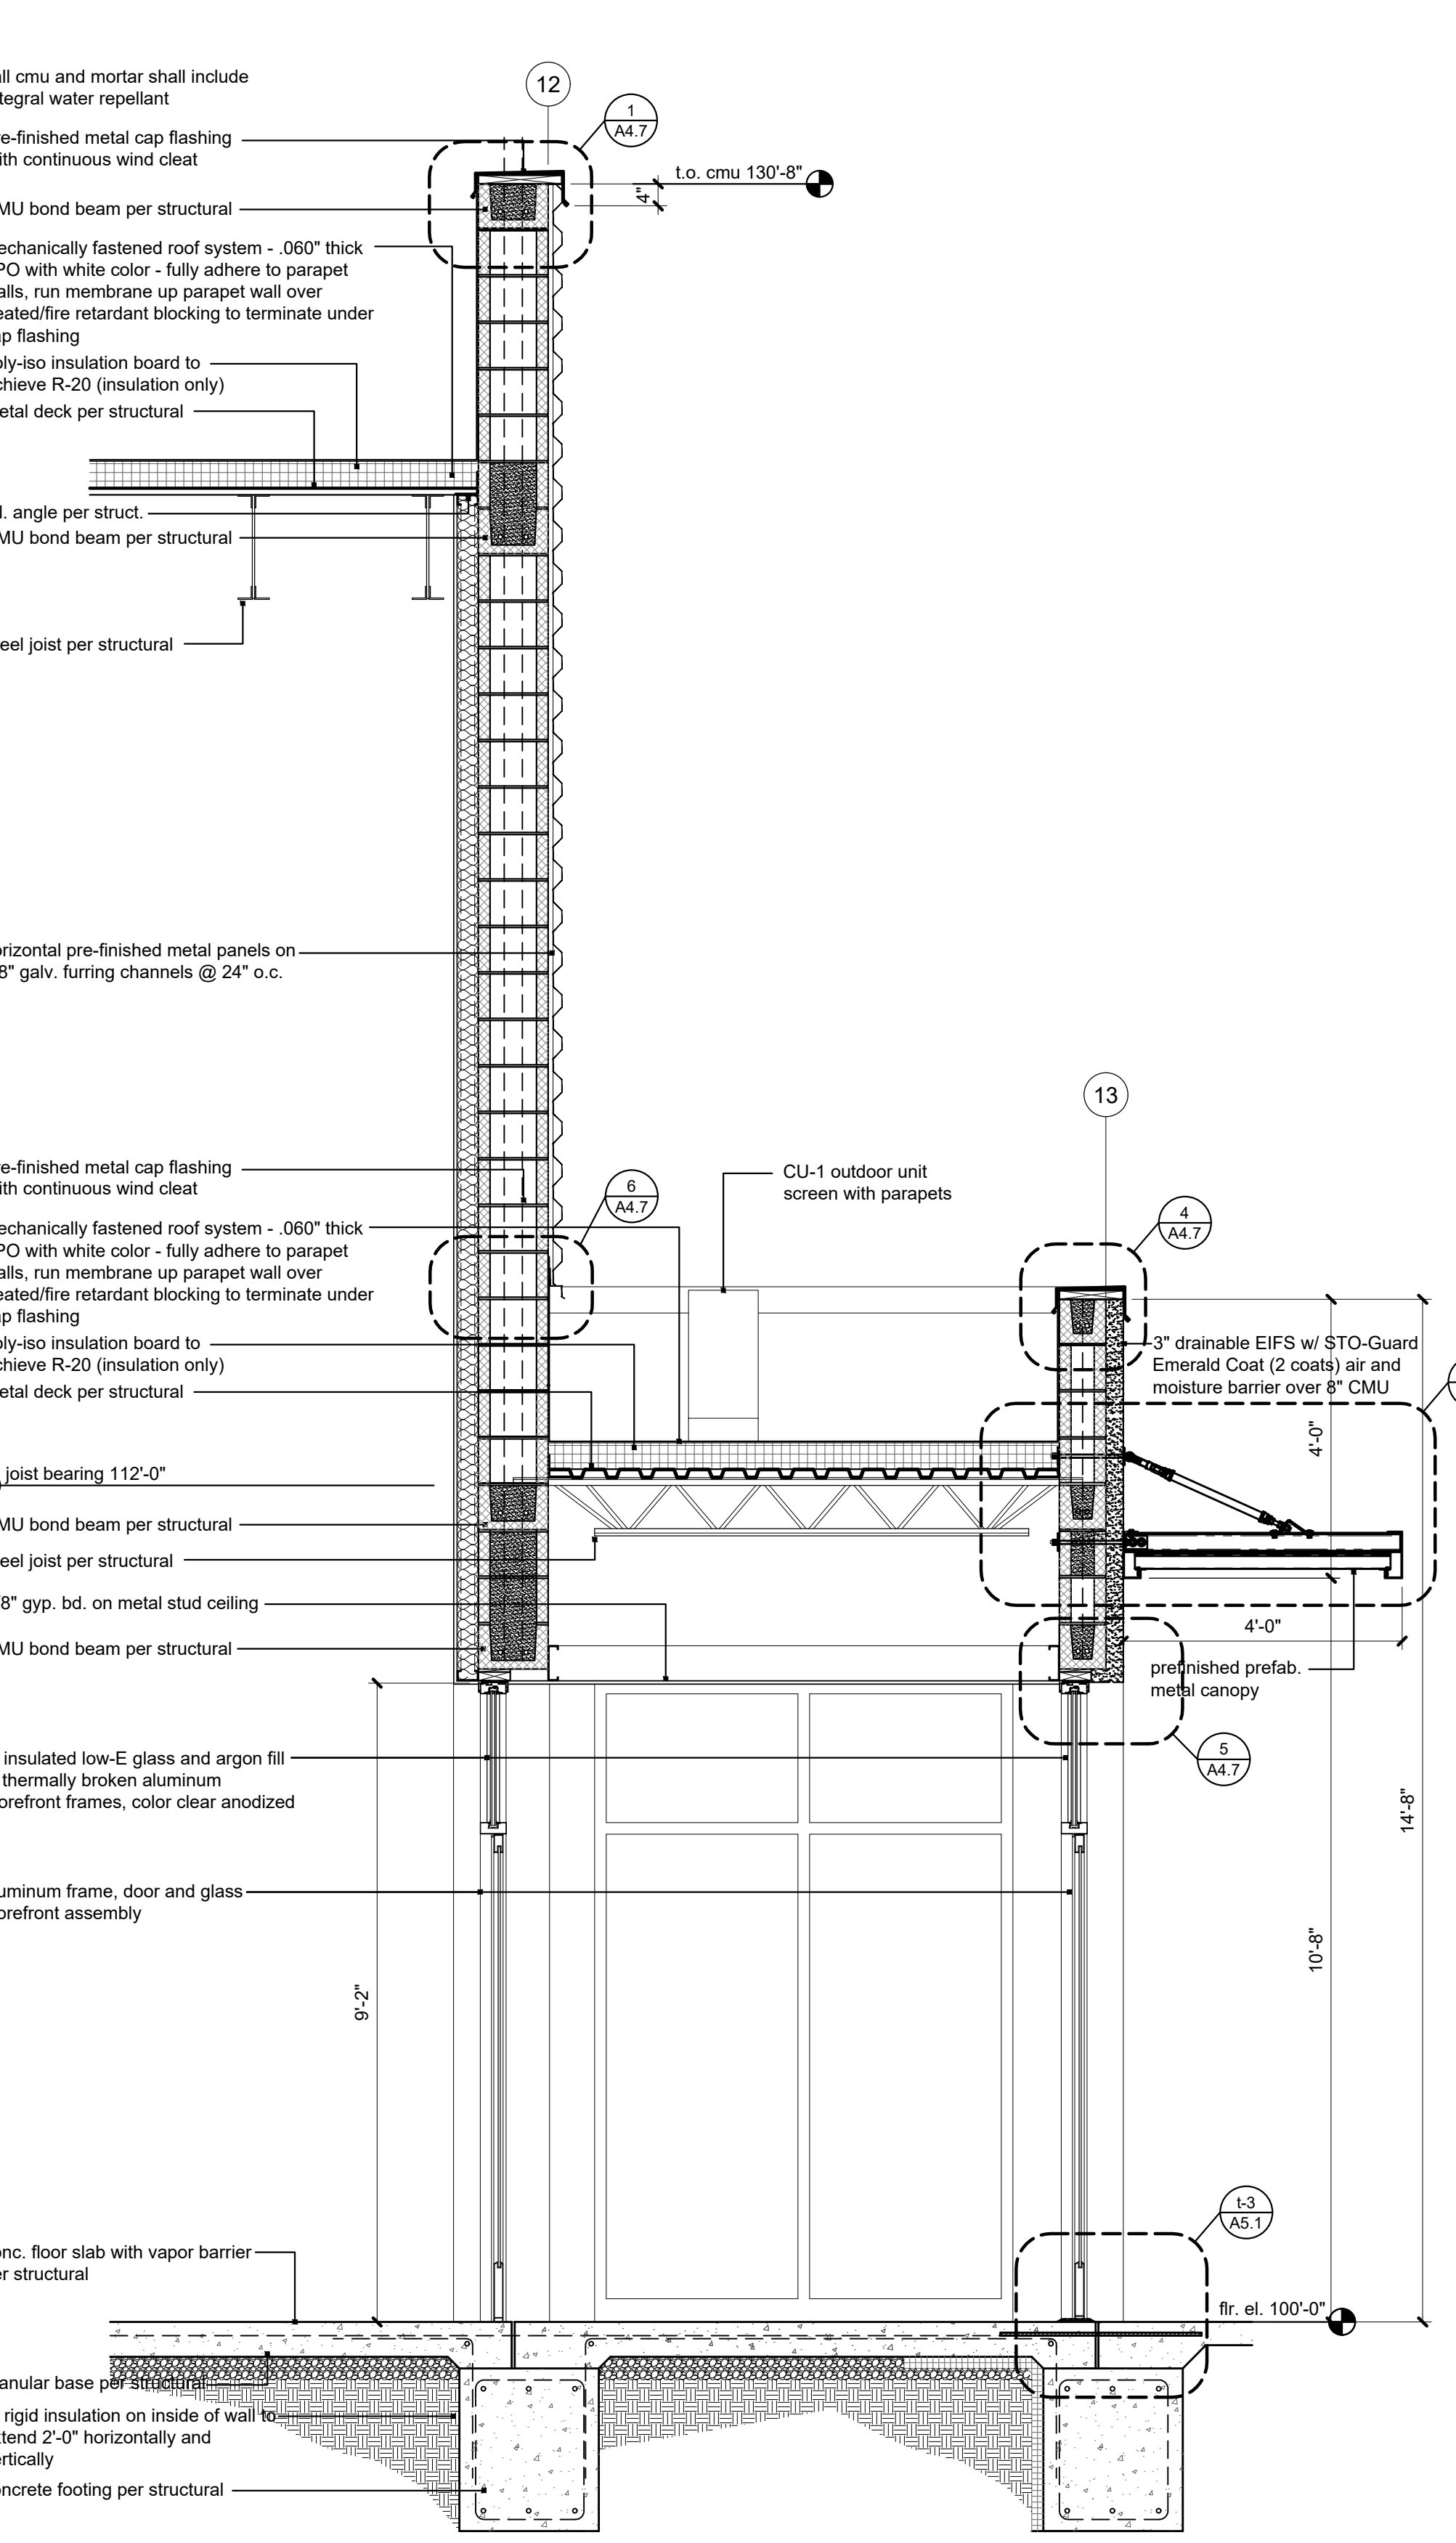 12
1
A4.7
ll cmu and mortar shall include
tegral water repellant
e-finished metal cap flashing
ith continuous wind cleat
t.o. cmu 130'-8"
4"
MU bond beam per structural
echanically fastened roof system - .060" thick
PO with white color - fully adhere to parapet
alls, run membrane up parapet wall over
eated/fire retardant blocking to terminate under
ap flashing
oly-iso insulation board to
chieve R-20 (insulation only)
etal deck per structural
l. angle per struct.
MU bond beam per structural
eel joist per structural
orizontal pre-finished metal panels on
8" galv. furring channels @ 24" o.c.
13
e-finished metal cap flashing
ith continuous wind cleat
6
A4.7
CU-1 outdoor unit
screen with parapets
4
A4.7
echanically fastened roof system - .060" thick
PO with white color - fully adhere to parapet
alls, run membrane up parapet wall over
eated/fire retardant blocking to terminate under
ap flashing
oly-iso insulation board to
chieve R-20 (insulation only)
etal deck per structural
3" drainable EIFS w/ STO-Guard
Emerald Coat (2 coats) air and
moisture barrier over 8" CMU
4'-0"
joist bearing 112'-0"
MU bond beam per structural
eel joist per structural
8" gyp. bd. on metal stud ceiling
MU bond beam per structural
4'-0"
prefinished prefab.
metal canopy
5
A4.7
insulated low-E glass and argon fill
thermally broken aluminum
orefront frames, color clear anodized
14'-8"
uminum frame, door and glass
orefront assembly
10'-8"
9'-2"
t-3
A5.1
onc. floor slab with vapor barrier
er structural
flr. el. 100'-0"
anular base per structural
rigid insulation on inside of wall to
tend 2'-0" horizontally and
ertically
oncrete footing per structural